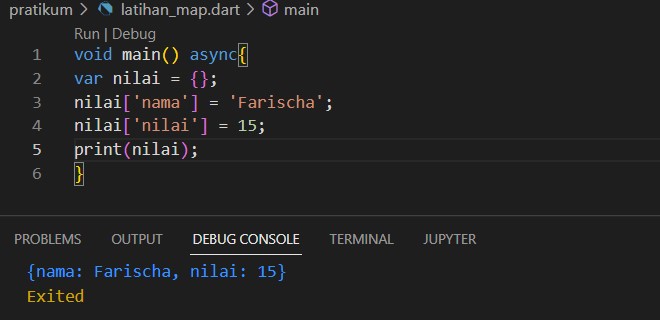 pratikum > latihan_map.dart > main
Run | Debug
1 void main() async{
2 var nilai = {};
3 nilai['nama'] = 'Farischa';
4 nilai['nilai'] = 15;
5 print(nilai);
6 }
PROBLEMS OUTPUT DEBUG CONSOLE TERMINAL JUPYTER
{nama: Farischa, nilai: 15}
Exited